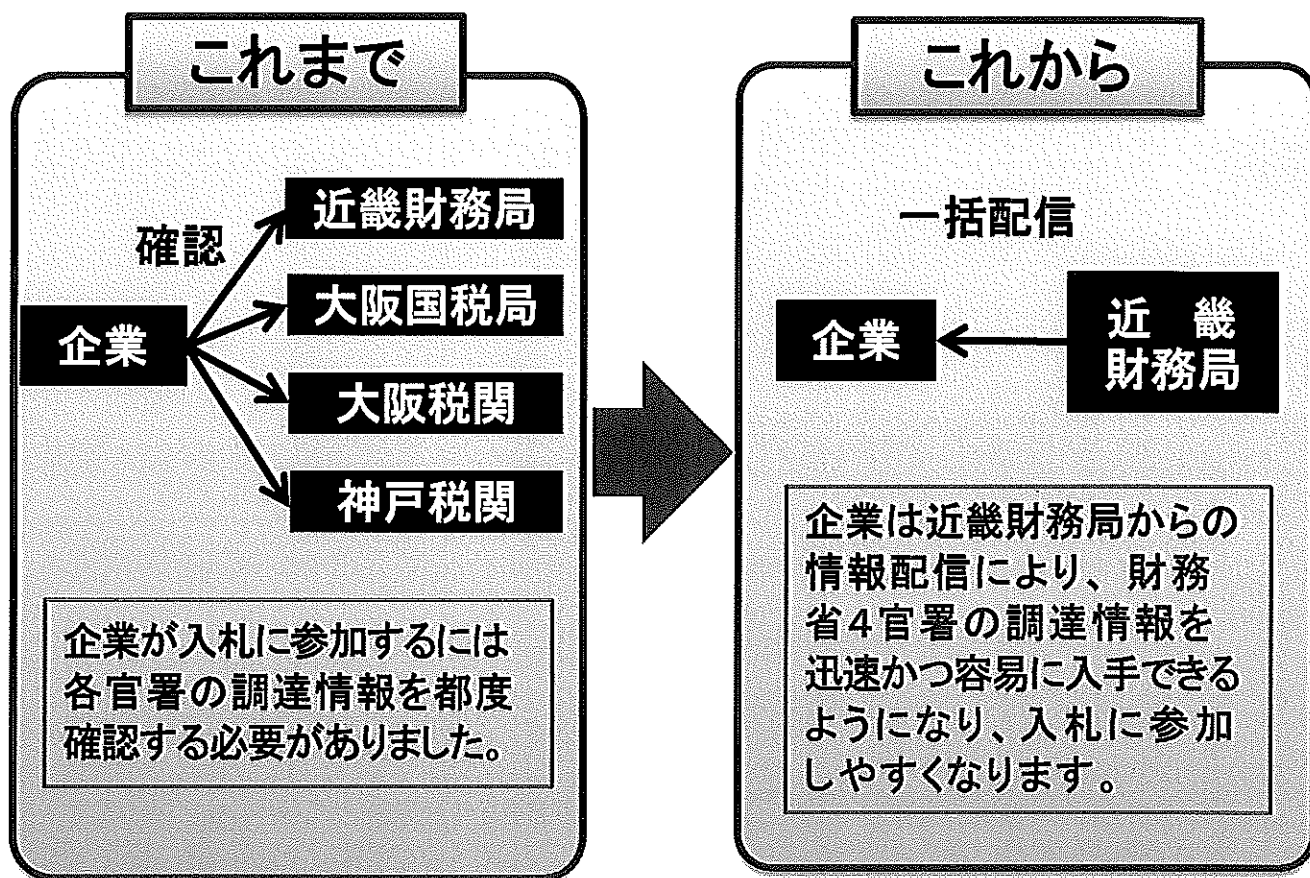 これまで
確認
企業
近畿財務局
大阪国税局
大阪税関
神戸税関
企業が入札に参加するには
各官署の調達情報を都度
確認する必要がありました。
これから
一括配信
企業
近　畿
財務局
企業は近畿財務局からの
情報配信により、財務
省４官署の調達情報を
迅速かつ容易に入手できる
ようになり、入札に参加
しやすくなります。